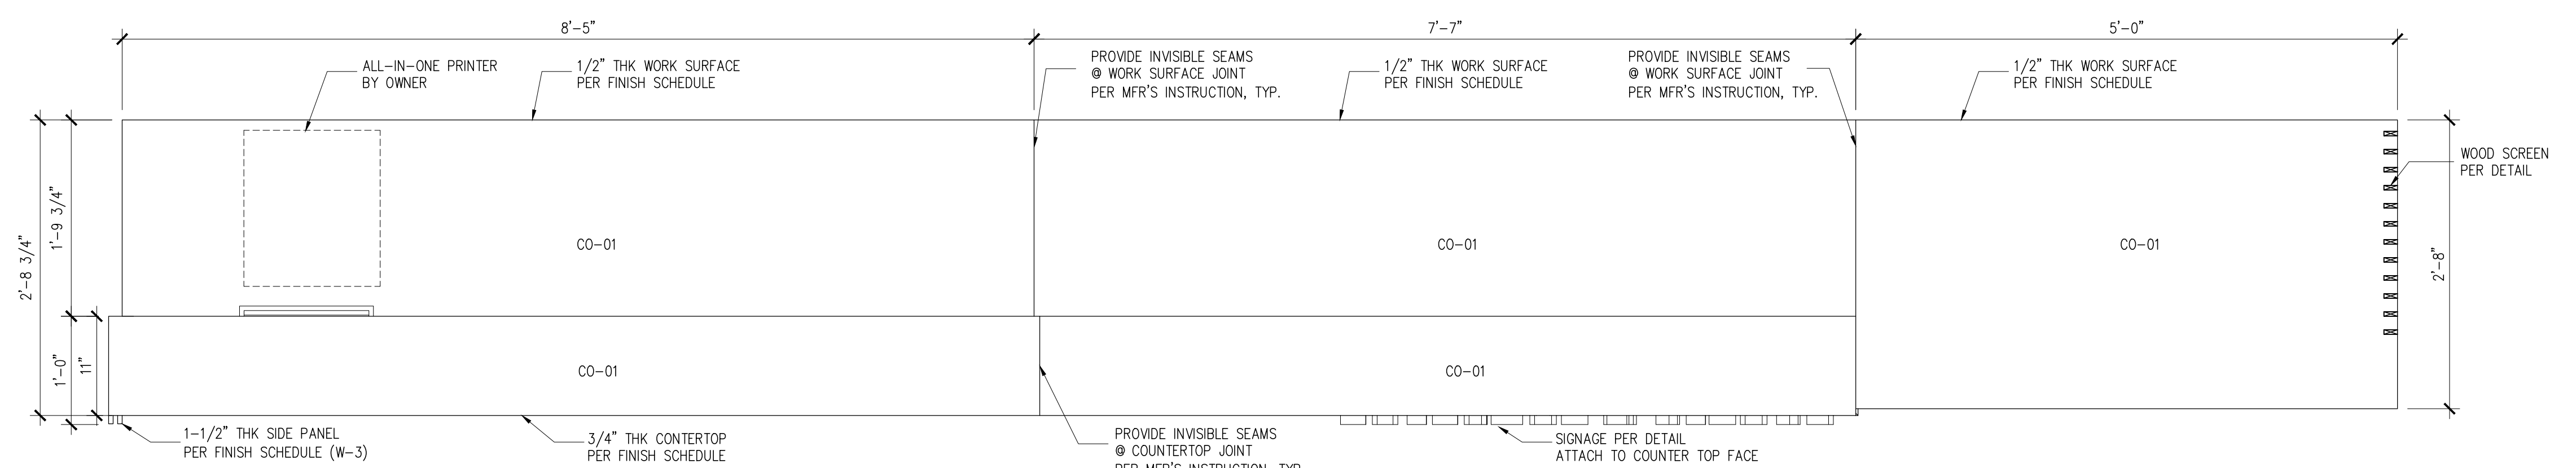 8'-5"
7'-7"
5'-0"
ALL-IN-ONE PRINTER
BY OWNER
1/2" THK WORK SURFACE
PER FINISH SCHEDULE
PROVIDE INVISIBLE SEAMS
@ WORK SURFACE JOINT
PER MFR'S INSTRUCTION, TYP.
1/2" THK WORK SURFACE
PER FINISH SCHEDULE
PROVIDE INVISIBLE SEAMS
@ WORK SURFACE JOINT
PER MFR'S INSTRUCTION, TYP.
1/2" THK WORK SURFACE
PER FINISH SCHEDULE
WOOD SCREEN
PER DETAIL
2'-8 3/4"
1'-9 3/4"
CO-01
CO-01
CO-01
2'-8"
1'-0"
11"
CO-01
CO-01
1-1/2" THK SIDE PANEL
PER FINISH SCHEDULE (W-3)
3/4" THK CONTERTOP
PER FINISH SCHEDULE
PROVIDE INVISIBLE SEAMS
@ COUNTERTOP JOINT
PER MFR'S INSTRUCTION, TYP.
SIGNAGE PER DETAIL
ATTACH TO COUNTER TOP FACE